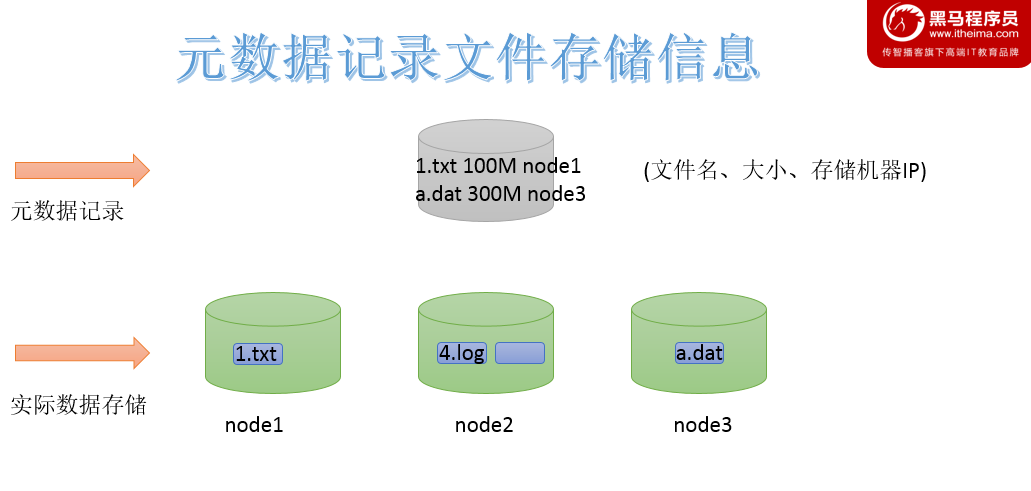 黑马程序员
www.itheima.com
传智播客旗下高端IT教育品牌
元数据记录文件存储信息
1.txt 100M node1
a.dat 300M node3
(文件名、大小、存储机器IP)
元数据记录
1.txt
4.log
a.dat
实际数据存储
node1
node2
node3